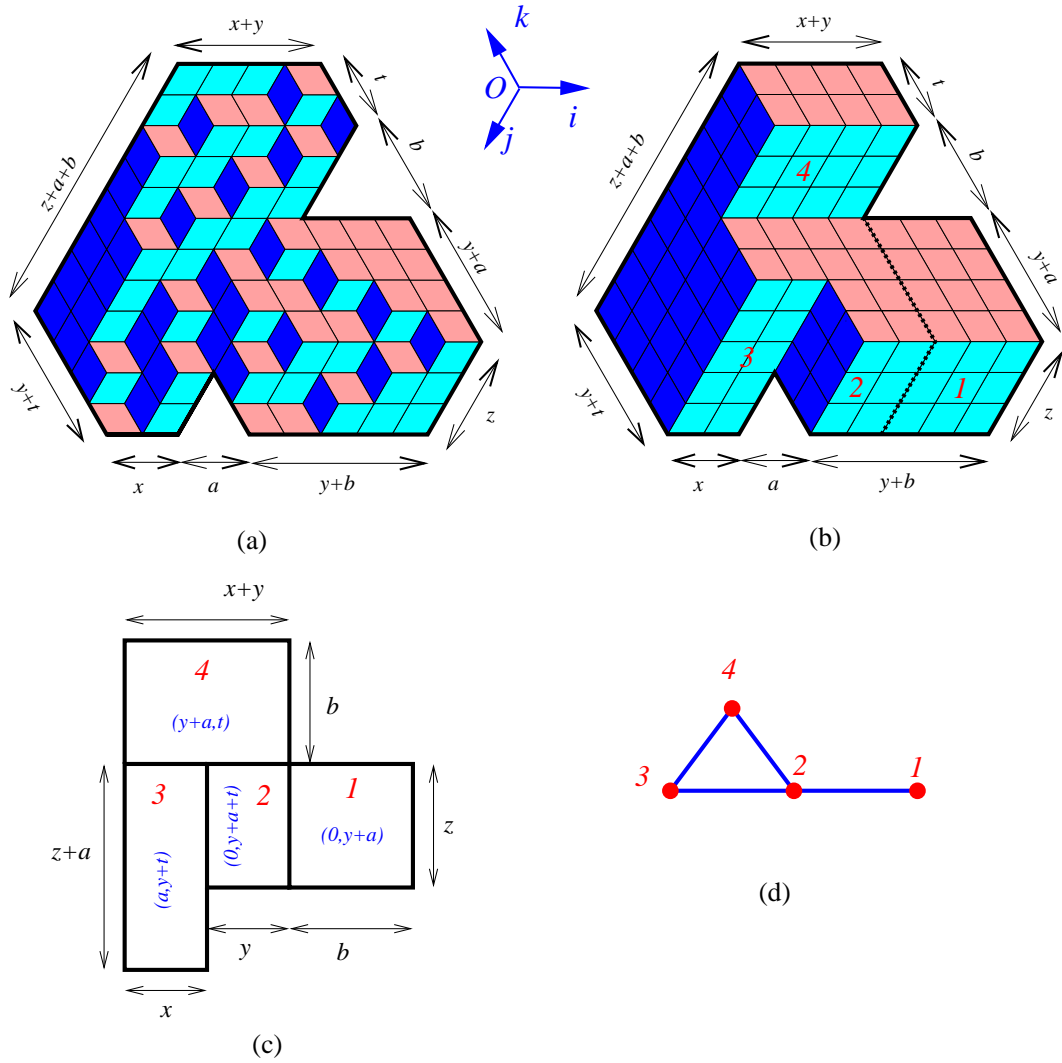 x+y
t
b
z+a+b
y+a
y+t
z
x
a
y+b
(a)
k
O
i
j
x+y
t
b
z+a+b
4
y+a
3
2
1
y+t
z
x
a
y+b
(b)
x+y
4
(y+a,t)
b
3
2
1
z+a
(a,y+t)
(0,y+a+t)
(0,y+a)
z
y
b
x
(c)
4
3
2
1
(d)